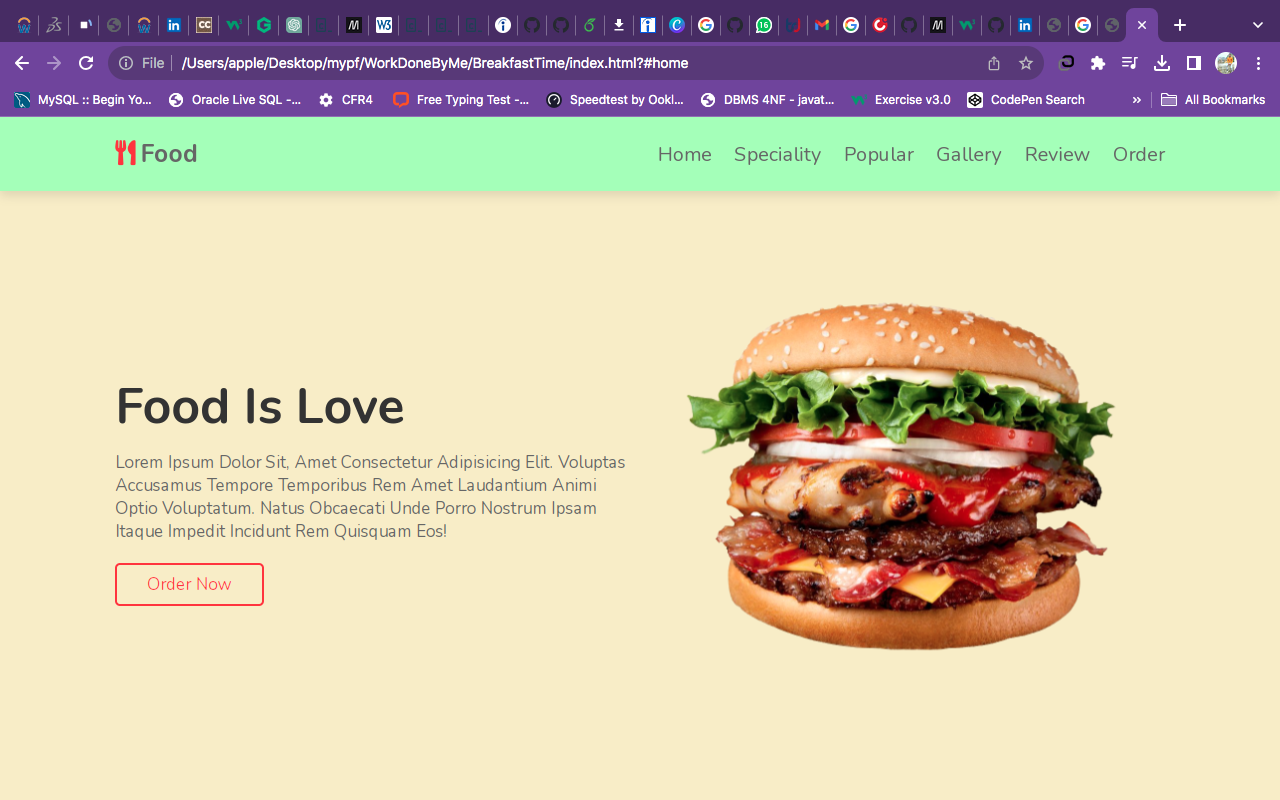 File
/Users/apple/Desktop/mypf/WorkDoneByMe/BreakfastTime/index.html?#home
MySQL :: Begin Yo...
Oracle Live SQL -...
CFR4
Free Typing Test -...
Speedtest by Ookl...
DBMS 4NF - javat...
Exercise v3.0
CodePen Search
»
All Bookmarks
Food
Home
Speciality
Popular
Gallery
Review
Order
Food Is Love
Lorem Ipsum Dolor Sit, Amet Consectetur Adipisicing Elit. Voluptas
Accusamus Tempore Temporibus Rem Amet Laudantium Animi
Optio Voluptatum. Natus Obcaecati Unde Porro Nostrum Ipsam
Itaque Impedit Incidunt Rem Quisquam Eos!
Order Now